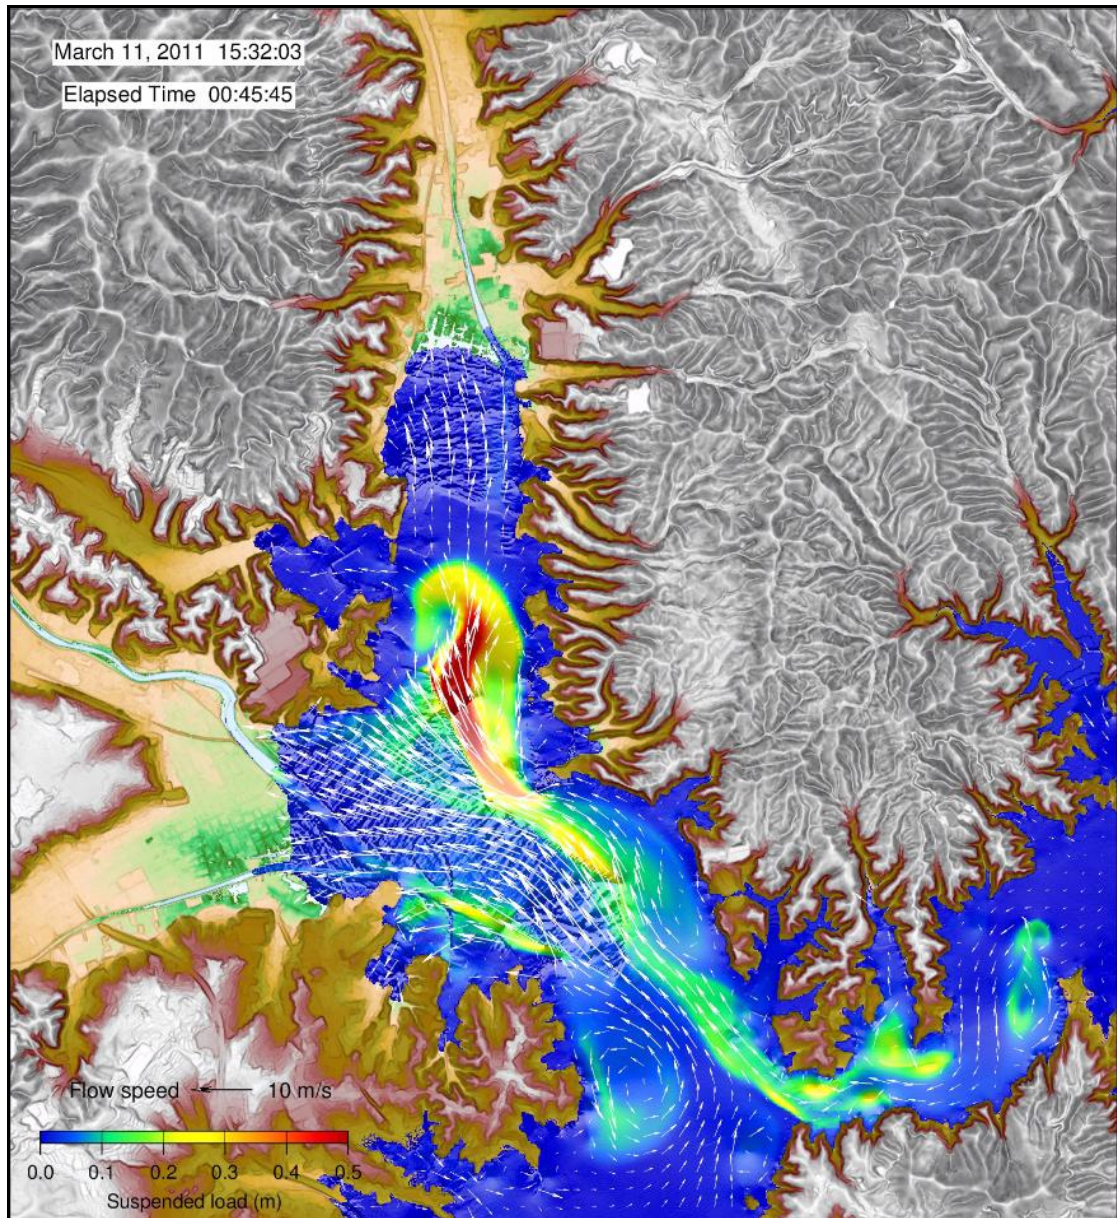 March 11, 2011 15:32:03
Elapsed Time 00:45:45
Flow speed 10 m/s
0.0 0.1 0.2 0.3 0.4 0.5
Suspended load (m)